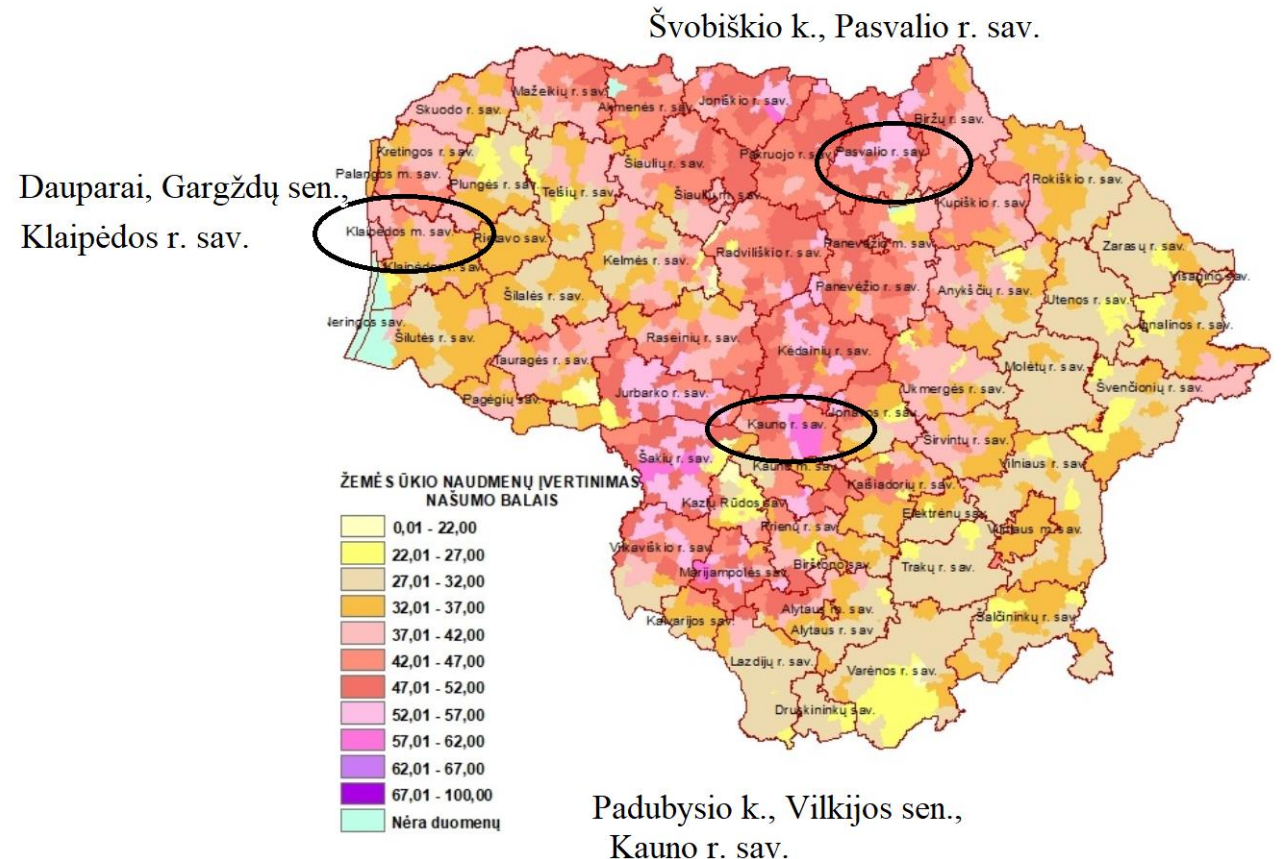 Švobiškio k., Pasvalio r. sav.
Dauparai, Gargždų sen.,
Klaipėdos r. sav.
Skuodo r. sav.
Mažeikių r. sav.
Akmenės r. sav.
Joniškio r. sav.
Biržų r. sav.
Kretingos r. sav.
Palangos m. sav.
Plungės r. sav.
Telšių r. sav.
Šiaulių r. sav.
Šiaulių m. sav.
Pakruojo r. sav.
Pasvalio r. sav.
Rokiškio r. sav.
Kupiškio r. sav.
Klaipėdos m. sav.
Klaipėdos r. sav.
Rietavo sav.
Kelmės r. sav.
Radviliškio r. sav.
Panevėžio m. sav.
Panevėžio r. sav.
Anykščių r. sav.
Zarasų r. sav.
Visagino sav.
Utenos r. sav.
Ignalinos r. sav.
Neringos sav.
Šilutės r. sav.
Šilalės r. sav.
Tauragės r. sav.
Raseinių r. sav.
Kėdainių r. sav.
Ukmergės r. sav.
Molėtų r. sav.
Švenčionių r. sav.
Pagėgių sav.
Jurbarko r. sav.
Kauno r. sav.
Jonavos r. sav.
Širvintų r. sav.
Šakių r. sav.
Kauno m. sav.
Kaišiadorių r. sav.
Vilniaus r. sav.
Kazlų Rūdos sav.
Prienų r. sav.
Elektrėnų sav.
Vilniaus m. sav.
Vilkaviškio r. sav.
Marijampolės sav.
Birštono sav.
Trakų r. sav.
Kalvarijos sav.
Alytaus m. sav.
Alytaus r. sav.
Šalčininkų r. sav.
Lazdijų r. sav.
Varėnos r. sav.
Druskininkų sav.
ŽEMĖS ŪKIO NAUDMENŲ ĮVERTINIMAS
NAŠUMO BALAIS
0,01 - 22,00
22,01 - 27,00
27,01 - 32,00
32,01 - 37,00
37,01 - 42,00
42,01 - 47,00
47,01 - 52,00
52,01 - 57,00
57,01 - 62,00
62,01 - 67,00
67,01 - 100,00
Nėra duomenų
Padubysio k., Vilkijos sen.,
Kauno r. sav.